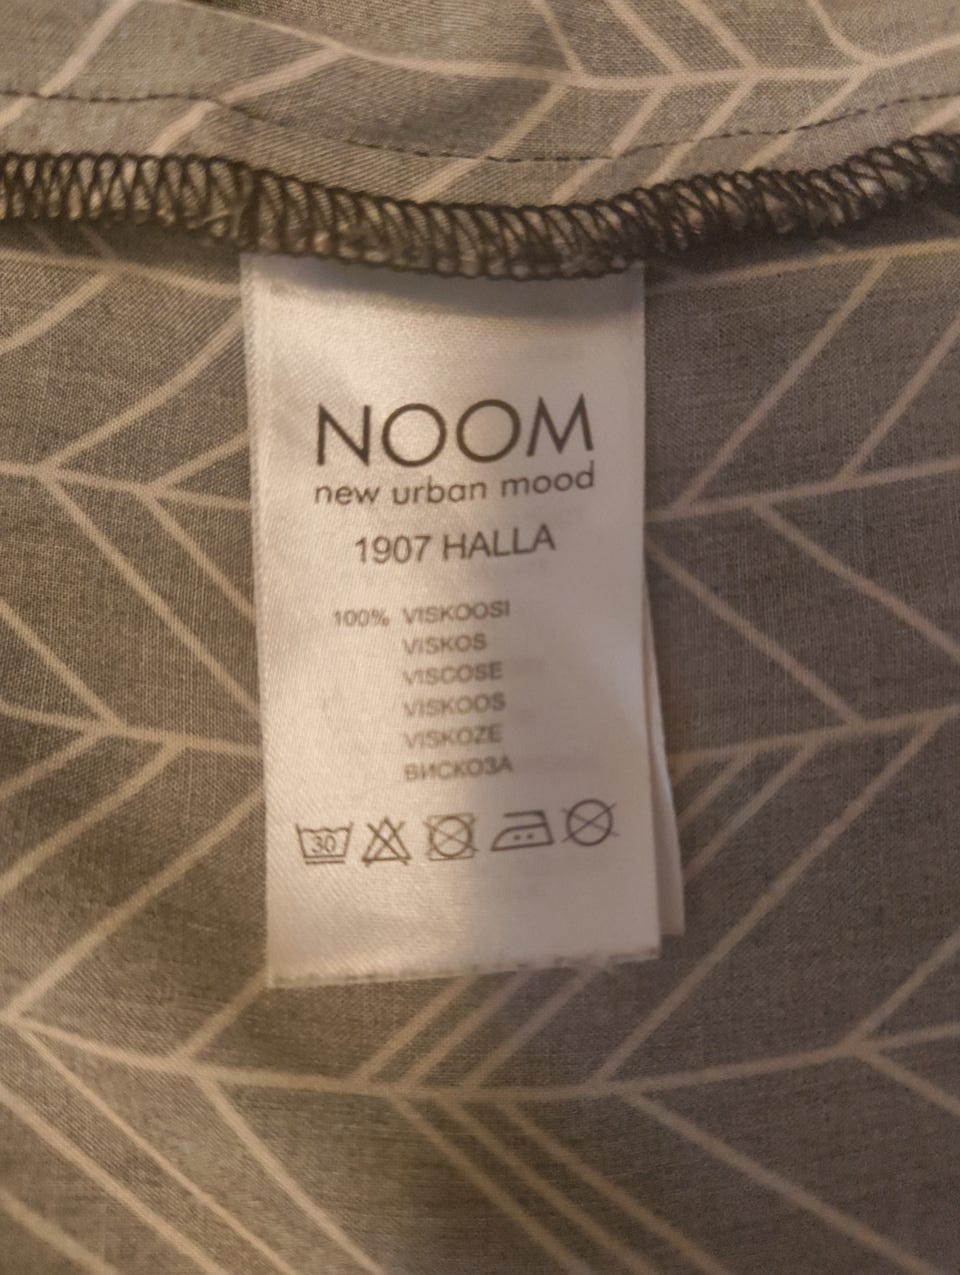 NOOM
new urban mood
1907 HALLA
100% VISKOOSI
VISKOS
VISCOSE
VISKOOS
VISKOZE
ВИСКОЗА
30